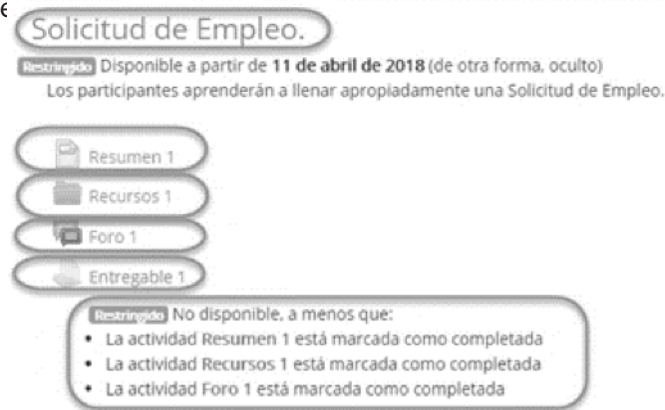 e
Solicitud de Empleo.
Restringido Disponible a partir de 11 de abril de 2018 (de otra forma, oculto)
Los participantes aprenderán a llenar apropiadamente una Solicitud de Empleo.
Resumen 1
Recursos 1
Foro 1
Entregable 1
Restringido No disponible, a menos que:
• La actividad Resumen 1 está marcada como completada
• La actividad Recursos 1 está marcada como completada
• La actividad Foro 1 está marcada como completada